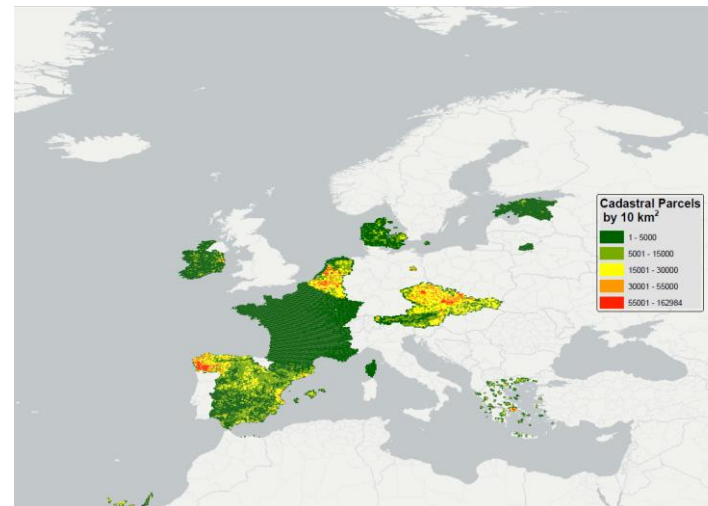 Cadastral Parcels
by 10 km²
1 - 5000
5001 - 15000
15001 - 30000
30001 - 55000
55001 - 162984